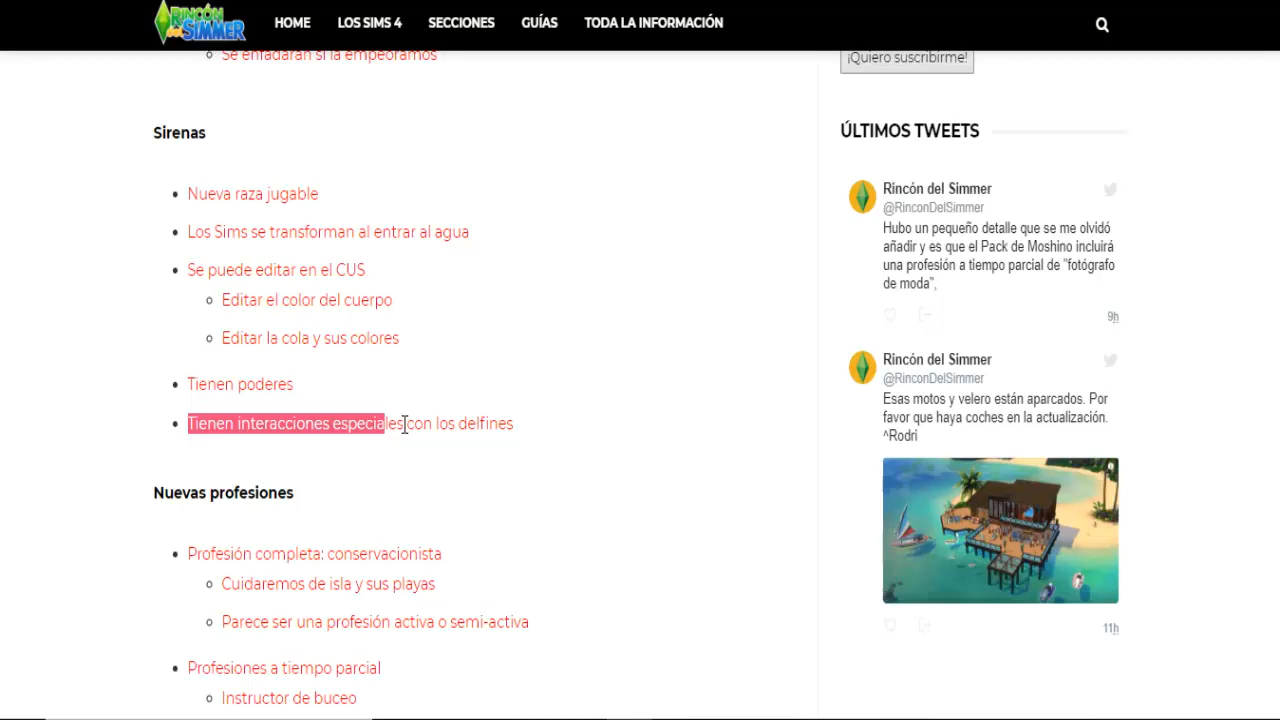 RINCÓN
DEL SIMMER
HOME LOS SIMS 4 SECCIONES GUÍAS TODA LA INFORMACIÓN
Se enfadarán si la empeoramos
Sirenas
Nueva raza jugable
Los Sims se transforman al entrar al agua
Se puede editar en el CUS
Editar el color del cuerpo
Editar la cola y sus colores
Tienen poderes
Tienen interacciones especiales con los delfines
Nuevas profesiones
Profesión completa: conservacionista
Cuidaremos de isla y sus playas
Parece ser una profesión activa o semi-activa
Profesiones a tiempo parcial
Instructor de buceo
¡Quiero suscribirme!
ÚLTIMOS TWEETS
Rincón del Simmer
@RinconDelSimmer
Hubo un pequeño detalle que se me olvidó
añadir y es que el Pack de Moshino incluirá
una profesión a tiempo parcial de "fotógrafo
de moda",
9h
Rincón del Simmer
@RinconDelSimmer
Esas motos y velero están aparcados. Por
favor que haya coches en la actualización.
^Rodri
11h